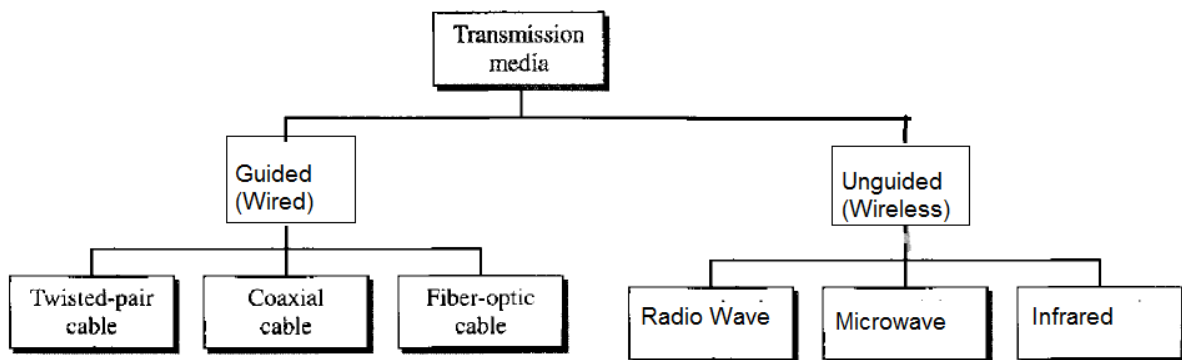 Transmission
media
Guided
(Wired)
Unguided
(Wireless)
Twisted-pair
cable
Coaxial
cable
Fiber-optic
cable
Radio Wave
Microwave
Infrared